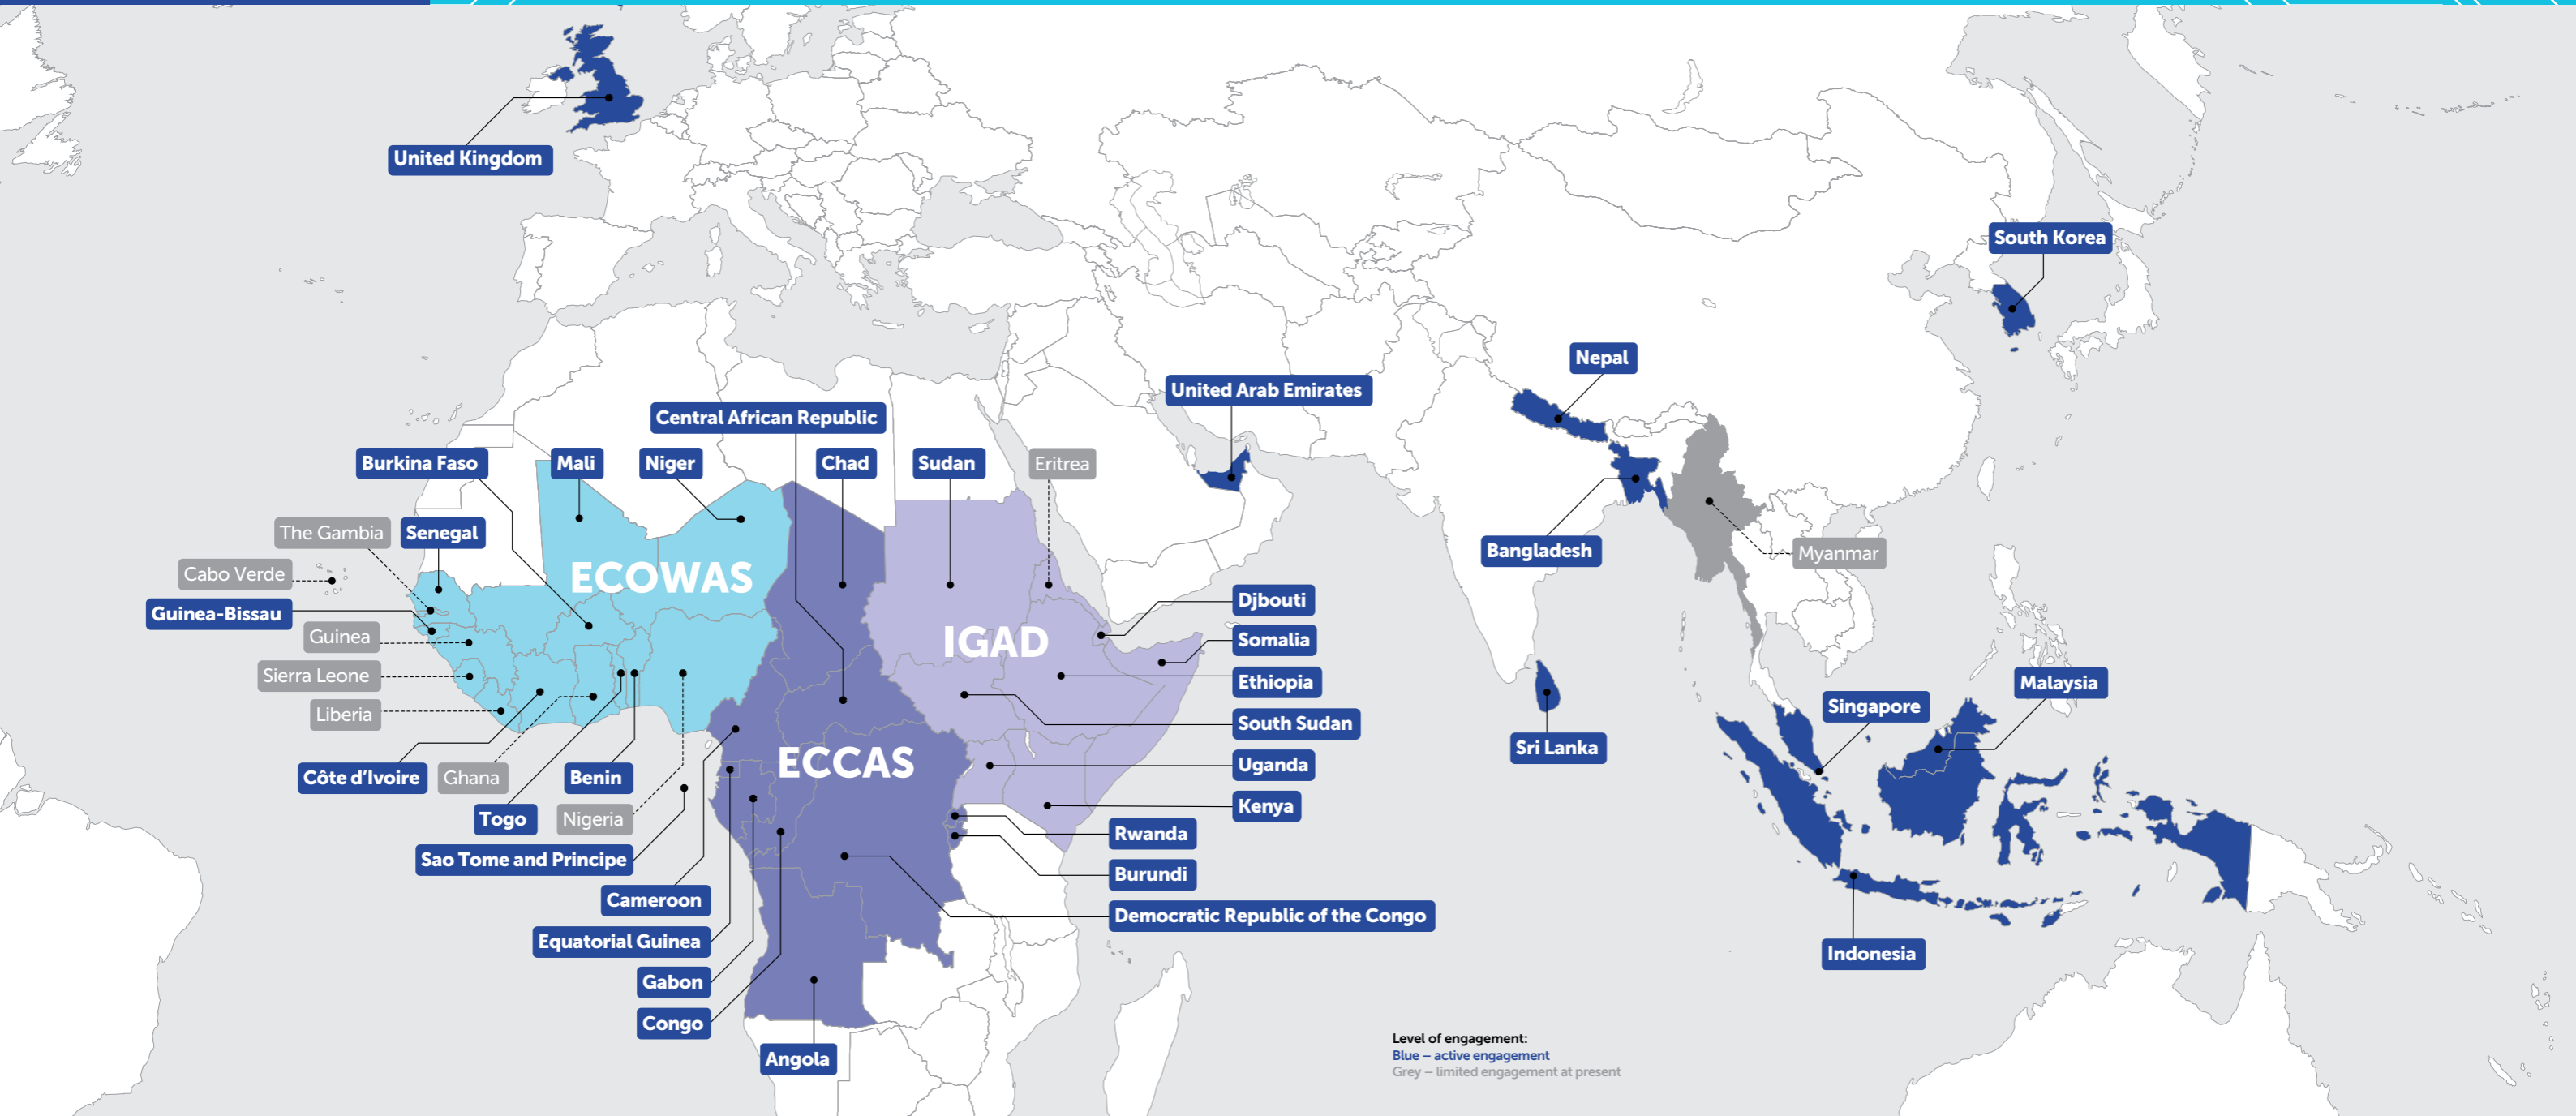 United Kingdom
South Korea
Nepal
United Arab Emirates
Central African Republic
Burkina Faso
Mali
Niger
Chad
Sudan
Eritrea
The Gambia
Senegal
Bangladesh
Myanmar
Cabo Verde
ECOWAS
Guinea-Bissau
Djibouti
Guinea
IGAD
Somalia
Sierra Leone
Ethiopia
Malaysia
Liberia
South Sudan
Singapore
Sri Lanka
ECCAS
Uganda
Côte d'Ivoire
Ghana
Benin
Kenya
Togo
Nigeria
Rwanda
Sao Tome and Principe
Burundi
Cameroon
Democratic Republic of the Congo
Equatorial Guinea
Indonesia
Gabon
Congo
Angola
Level of engagement:
Blue – active engagement
Grey – limited engagement at present